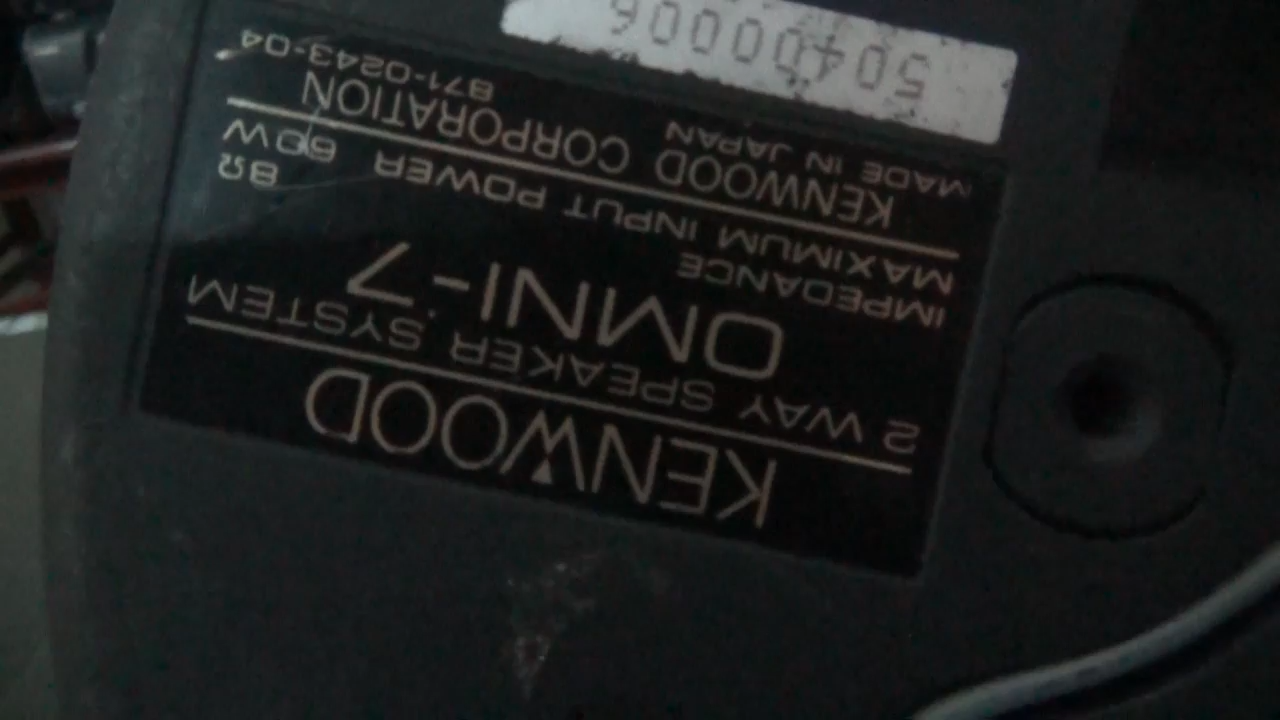 KENWOOD
2 WAY SPEAKER SYSTEM
OMNI-7
IMPEDANCE 8Ω
MAXIMUM INPUT POWER 60W
KENWOOD CORPORATION
MADE IN JAPAN B71-0243-04
50400006